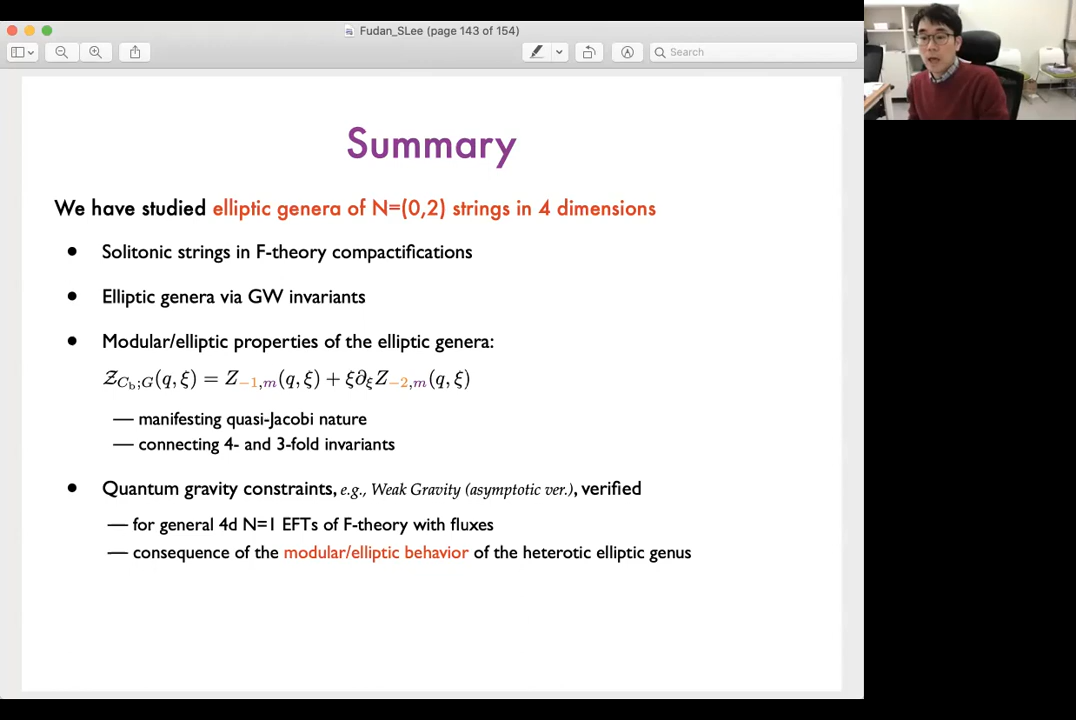 Fudan_SLee (page 143 of 154)
Search
Summary
We have studied elliptic genera of N=(0,2) strings in 4 dimensions
• Solitonic strings in F-theory compactifications
• Elliptic genera via GW invariants
• Modular/elliptic properties of the elliptic genera:
𝒵_{C_b;G}(q,ξ) = Z_{-1,m}(q,ξ) + ξ∂_ξ Z_{-2,m}(q,ξ)
— manifesting quasi-Jacobi nature
— connecting 4- and 3-fold invariants
• Quantum gravity constraints, e.g., Weak Gravity (asymptotic ver.), verified
— for general 4d N=1 EFTs of F-theory with fluxes
— consequence of the modular/elliptic behavior of the heterotic elliptic genus